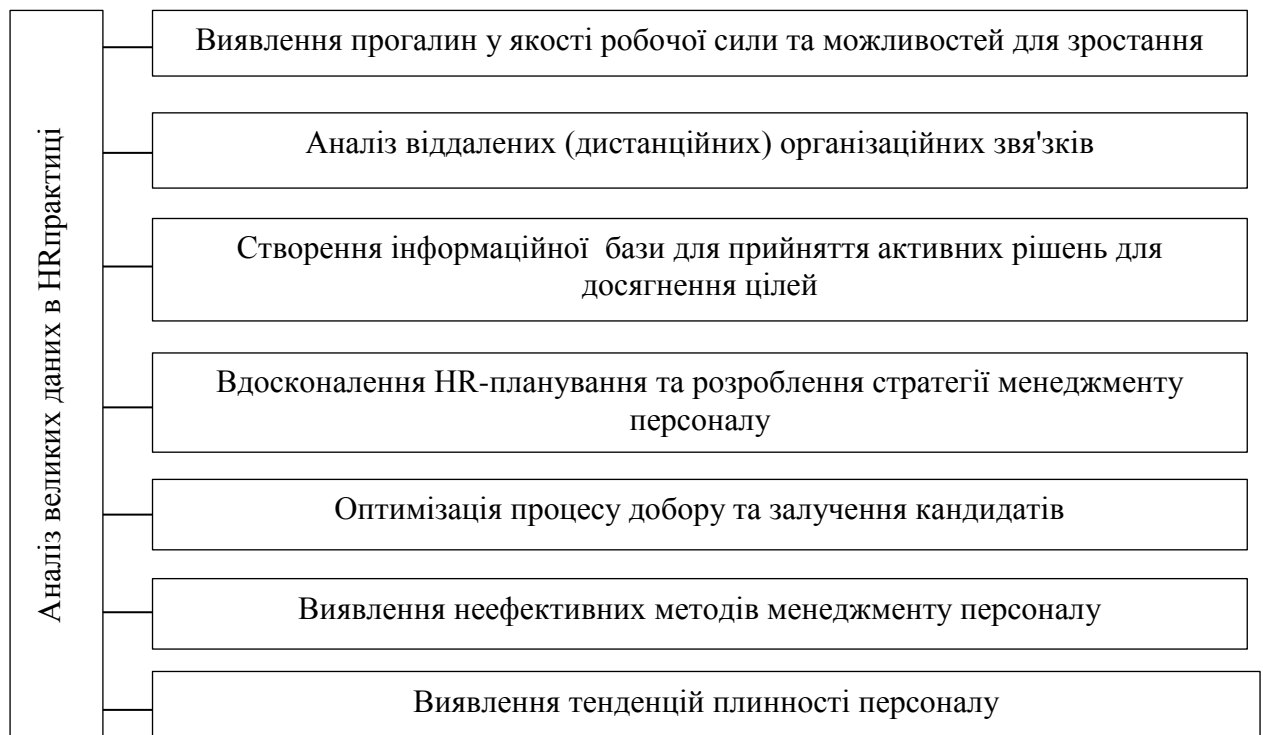 Аналіз великих даних в HRпрактиці
Виявлення прогалин у якості робочої сили та можливостей для зростання
Аналіз віддалених (дистанційних) організаційних звя'зків
Створення інформаційної  бази для прийняття активних рішень для
досягнення цілей
Вдосконалення HR-планування та розроблення стратегії менеджменту
персоналу
Оптимізація процесу добору та залучення кандидатів
Виявлення неефективних методів менеджменту персоналу
Виявлення тенденцій плинності персоналу